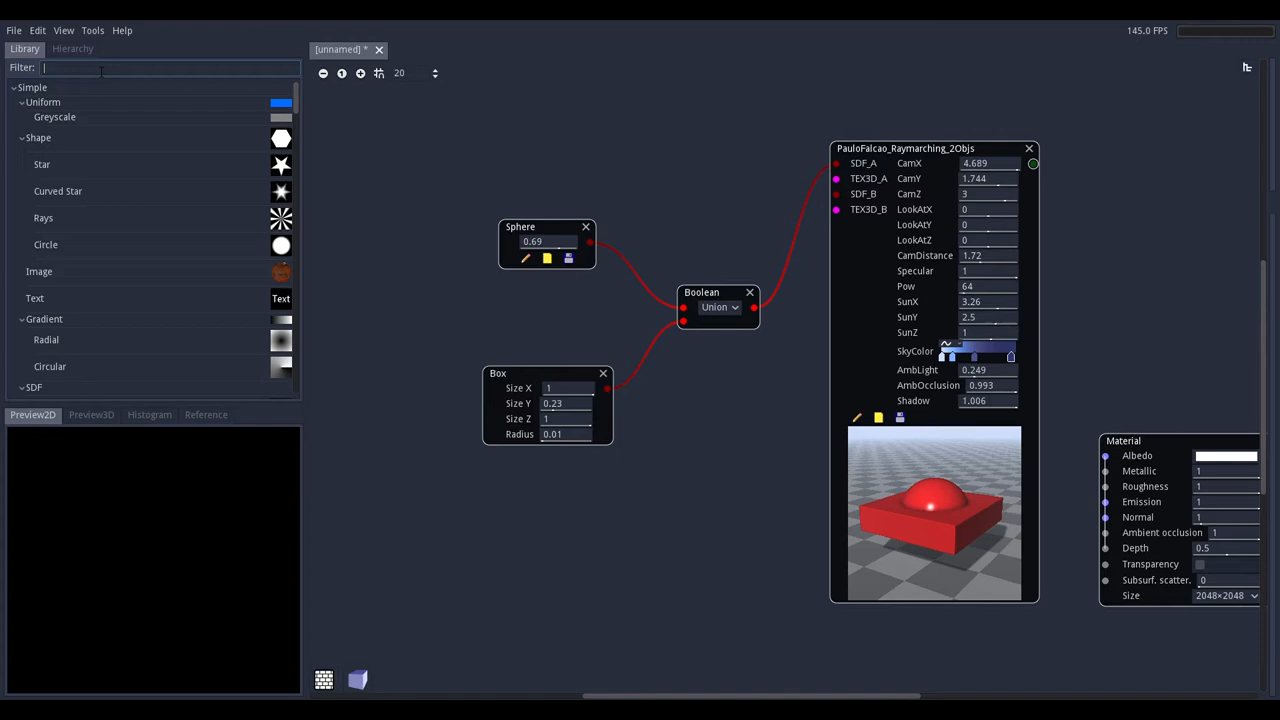 File Edit View Tools Help
145.0 FPS
Library Hierarchy
[unnamed] *
Filter:
20
Simple
Uniform
Greyscale
Shape
Star
Curved Star
Rays
Circle
Image
Text
Text
Gradient
Radial
Circular
SDF
Preview2D Preview3D Histogram Reference
Sphere
0.69
Box
Size X 1
Size Y 0.23
Size Z 1
Radius 0.01
Boolean
Union
PauloFalcao_Raymarching_2Objs
SDF_A CamX 4.689
TEX3D_A CamY 1.744
SDF_B CamZ 3
TEX3D_B LookAtX 0
LookAtY 0
LookAtZ 0
CamDistance 1.72
Specular 1
Pow 64
SunX 3.26
SunY 2.5
SunZ 1
SkyColor
AmbLight 0.249
AmbOcclusion 0.993
Shadow 1.006
Material
Albedo
Metallic 1
Roughness 1
Emission 1
Normal 1
Ambient occlusion 1
Depth 0.5
Transparency
Subsurf. scatter. 0
Size 2048×2048